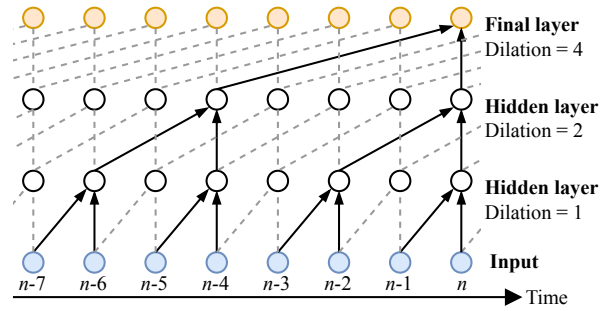 Final layer
Dilation = 4
Hidden layer
Dilation = 2
Hidden layer
Dilation = 1
Input
n-7 n-6 n-5 n-4 n-3 n-2 n-1 n
Time